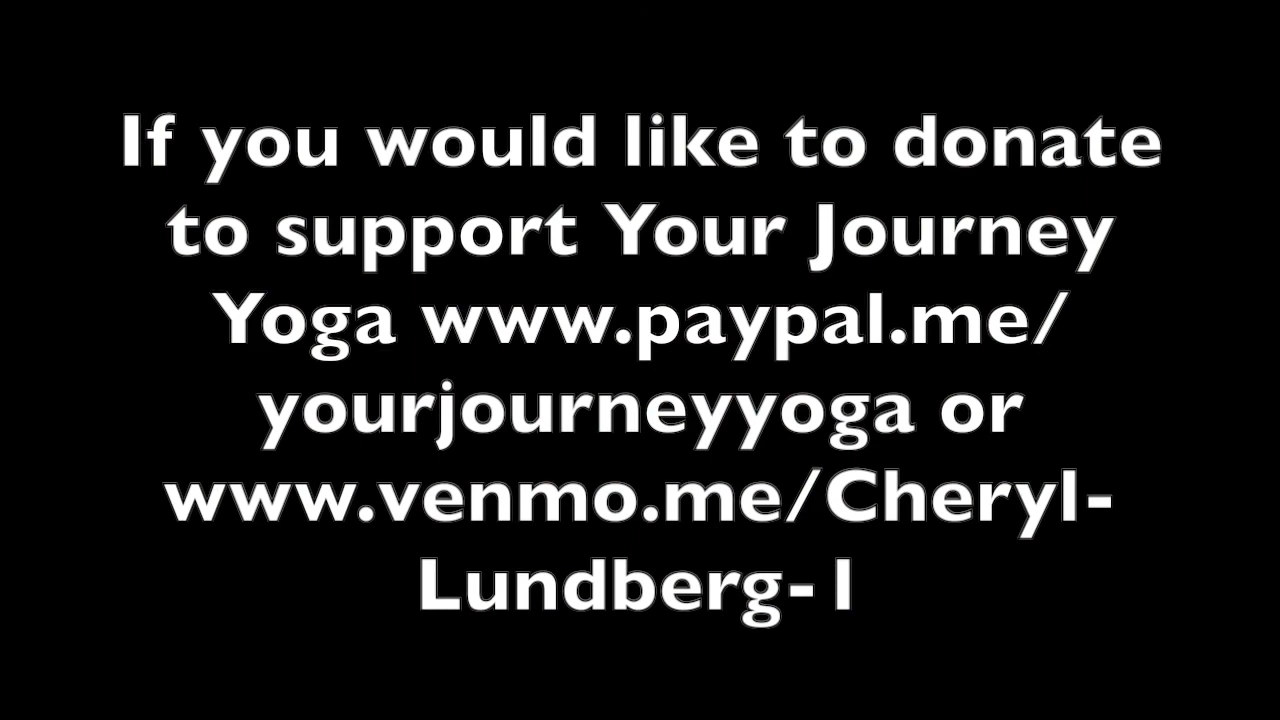 If you would like to donate
to support Your Journey
Yoga www.paypal.me/
yourjourneyyoga or
www.venmo.me/Cheryl-
Lundberg-1